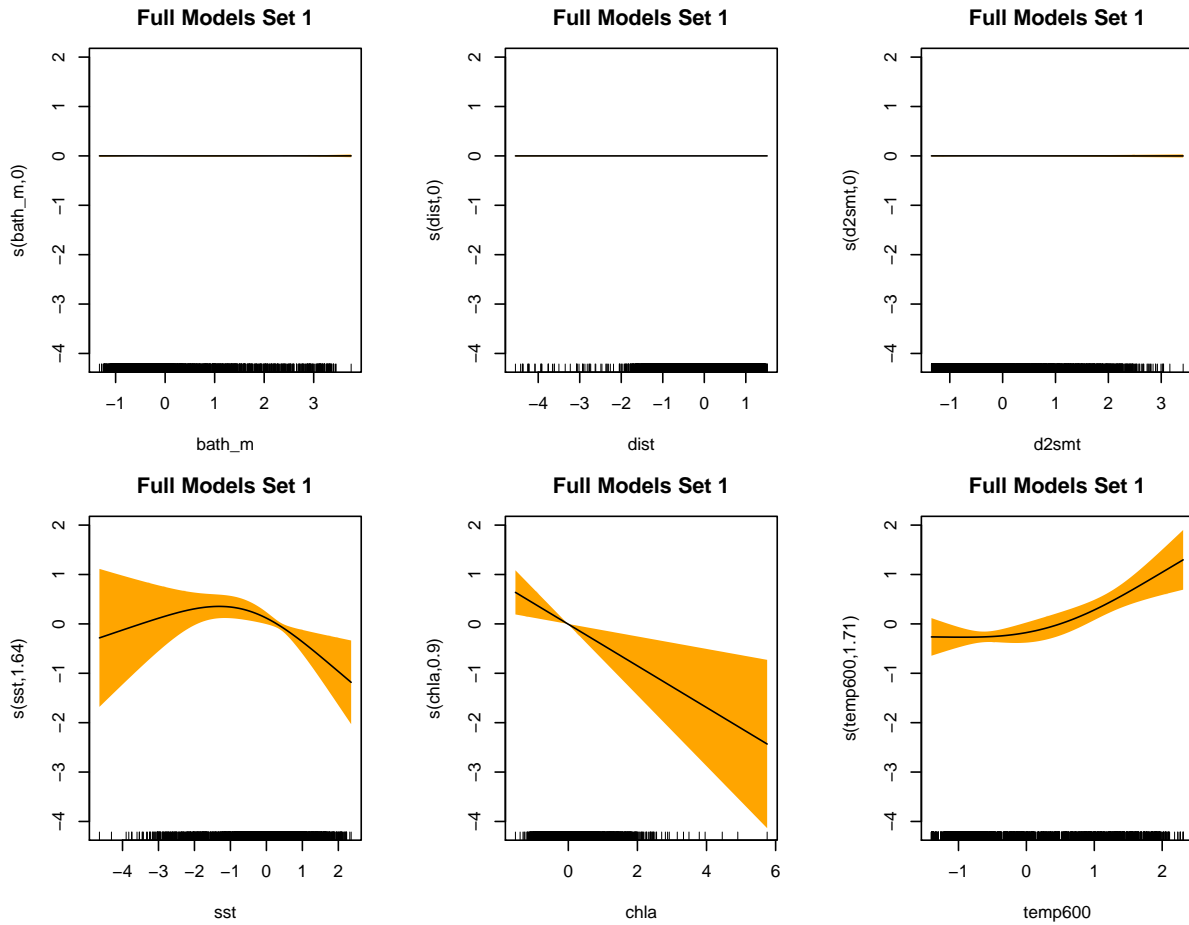 Full Models Set 1
s(bath_m,0)
2
1
0
−1
−2
−3
−4
−1 0 1 2 3
bath_m
Full Models Set 1
s(dist,0)
2
1
0
−1
−2
−3
−4
−4 −3 −2 −1 0 1
dist
Full Models Set 1
s(d2smt,0)
2
1
0
−1
−2
−3
−4
−1 0 1 2 3
d2smt
Full Models Set 1
s(sst,1.64)
2
1
0
−1
−2
−3
−4
−4 −3 −2 −1 0 1 2
sst
Full Models Set 1
s(chla,0.9)
2
1
0
−1
−2
−3
−4
0 2 4 6
chla
Full Models Set 1
s(temp600,1.71)
2
1
0
−1
−2
−3
−4
−1 0 1 2
temp600